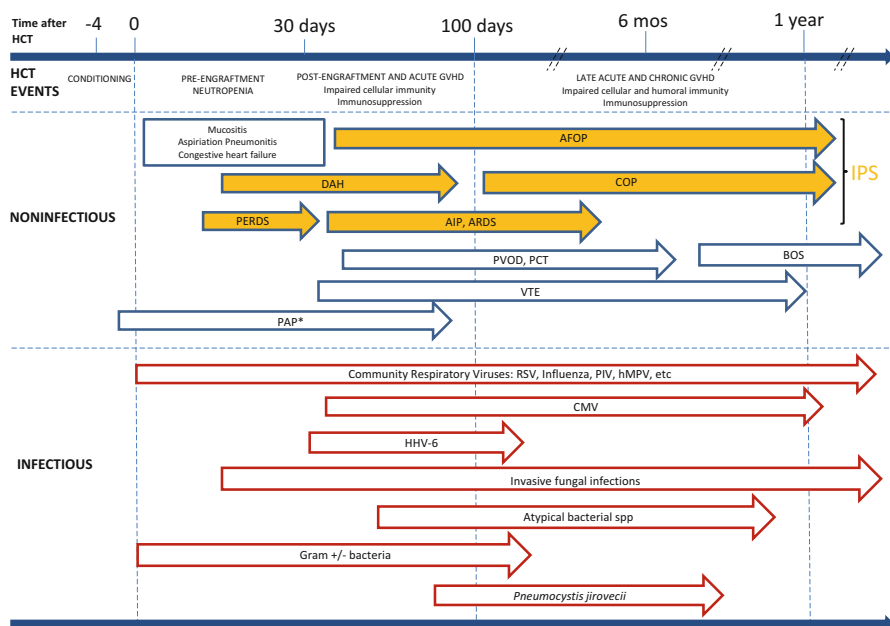 Time after
HCT
-4
0
30 days
100 days
6 mos
1 year
HCT
EVENTS
CONDITIONING
PRE-ENGRAFTMENT
NEUTROPENIA
POST-ENGRAFTMENT AND ACUTE GVHD
Impaired cellular immunity
Immunosuppression
LATE ACUTE AND CHRONIC GVHD
Impaired cellular and humoral immunity
Immunosuppression
NONINFECTIOUS
Mucositis
Aspiriation Pneumonitis
Congestive heart failure
AFOP
IPS
DAH
COP
PERDS
AIP, ARDS
PVOD, PCT
BOS
VTE
PAP*
INFECTIOUS
Community Respiratory Viruses: RSV, Influenza, PIV, hMPV, etc
CMV
HHV-6
Invasive fungal infections
Atypical bacterial spp
Gram +/- bacteria
Pneumocystis jirovecii